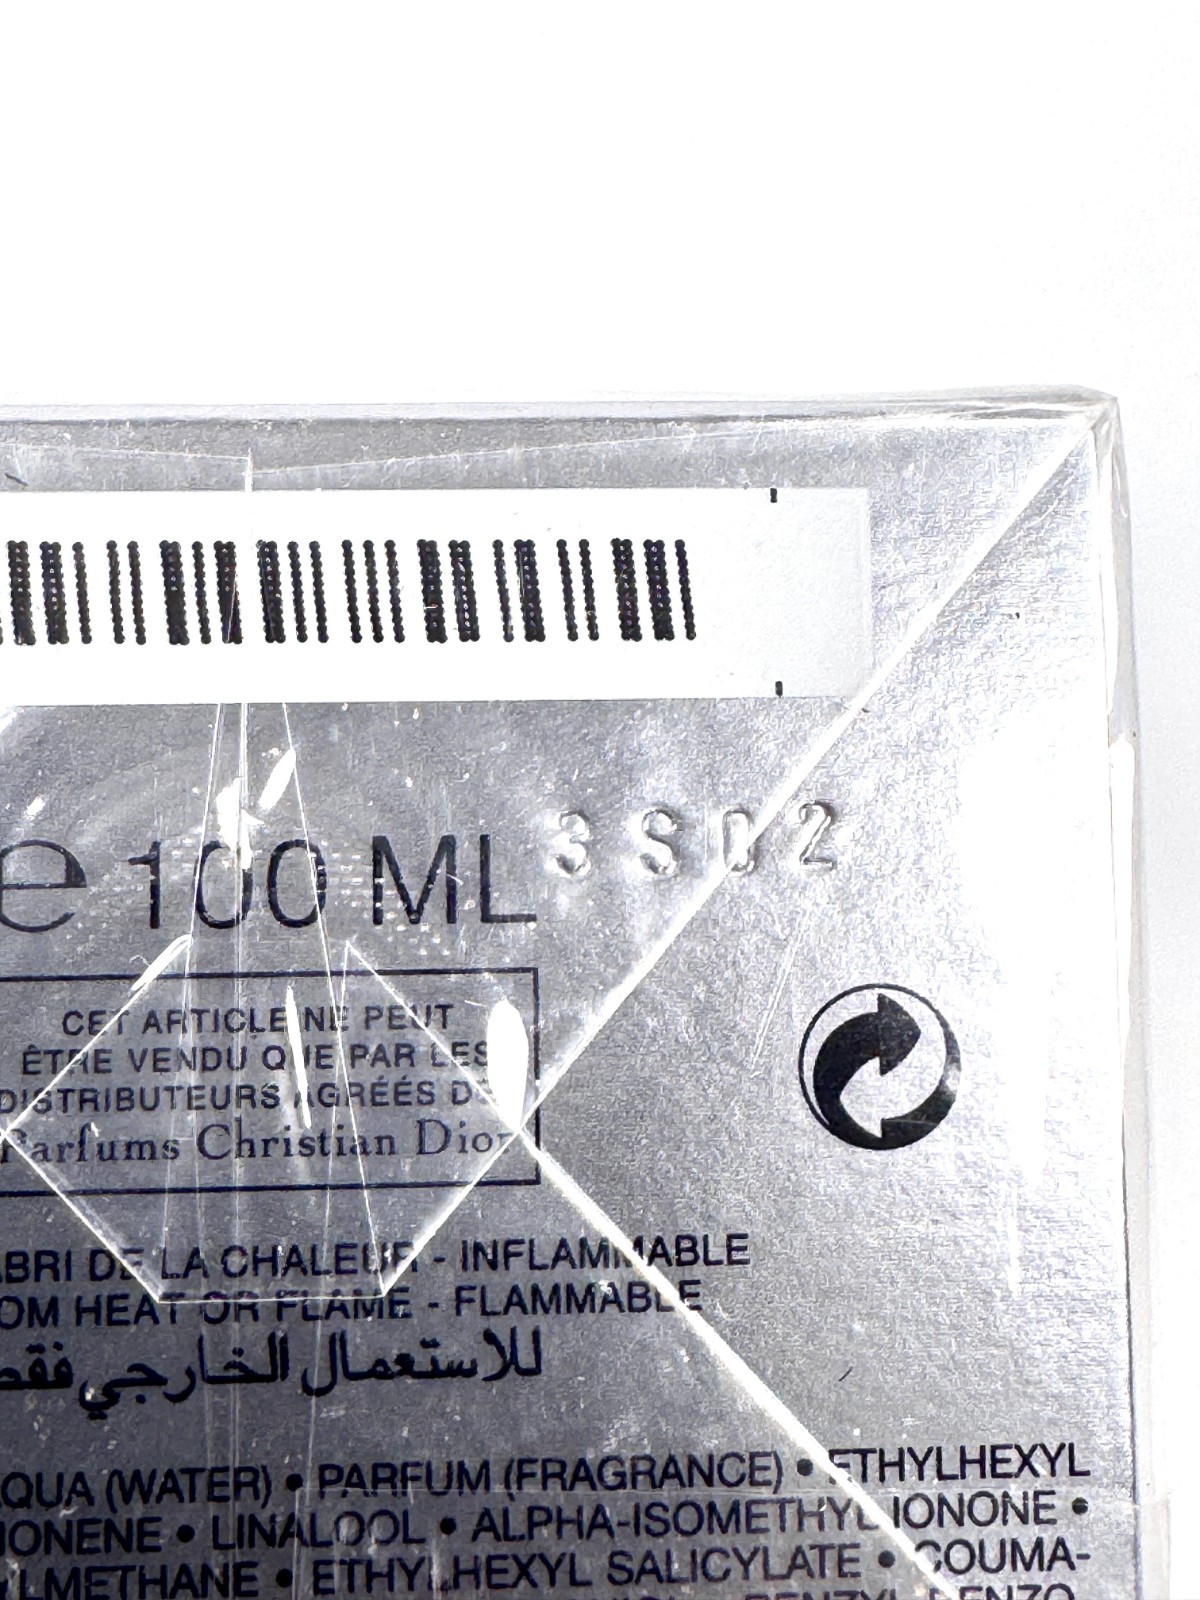 e 100 ML 3S02
CET ARTICLE NE PEUT
ÊTRE VENDU QUE PAR LES
DISTRIBUTEURS AGRÉÉS DE
Parfums Christian Dior
ABRI DE LA CHALEUR - INFLAMMABLE
OM HEAT OR FLAME - FLAMMABLE
للاستعمال الخارجي فقط
AQUA (WATER) • PARFUM (FRAGRANCE) • ETHYLHEXYL
IONENE • LINALOOL • ALPHA-ISOMETHYL IONONE •
YLMETHANE • ETHYLHEXYL SALICYLATE • COUMA-